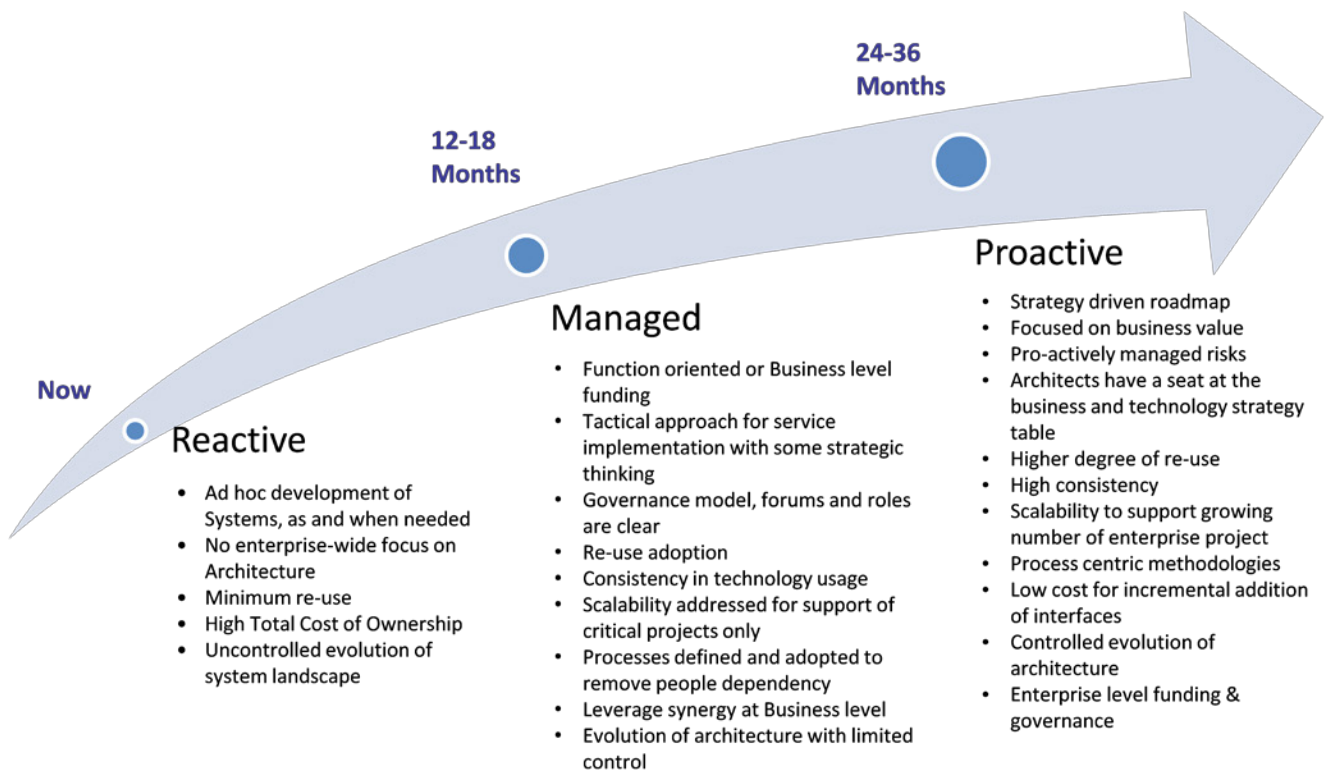 Now
Reactive
• Ad hoc development of
Systems, as and when needed
• No enterprise-wide focus on
Architecture
• Minimum re-use
• High Total Cost of Ownership
• Uncontrolled evolution of
system landscape
12-18
Months
Managed
• Function oriented or Business level
funding
• Tactical approach for service
implementation with some strategic
thinking
• Governance model, forums and roles
are clear
• Re-use adoption
• Consistency in technology usage
• Scalability addressed for support of
critical projects only
• Processes defined and adopted to
remove people dependency
• Leverage synergy at Business level
• Evolution of architecture with limited
control
24-36
Months
Proactive
• Strategy driven roadmap
• Focused on business value
• Pro-actively managed risks
• Architects have a seat at the
business and technology strategy
table
• Higher degree of re-use
• High consistency
• Scalability to support growing
number of enterprise project
• Process centric methodologies
• Low cost for incremental addition
of interfaces
• Controlled evolution of
architecture
• Enterprise level funding &
governance